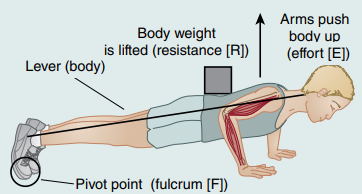 Body weight
is lifted (resistance [R])
Arms push
body up
(effort [E])
Lever (body)
Pivot point (fulcrum [F])